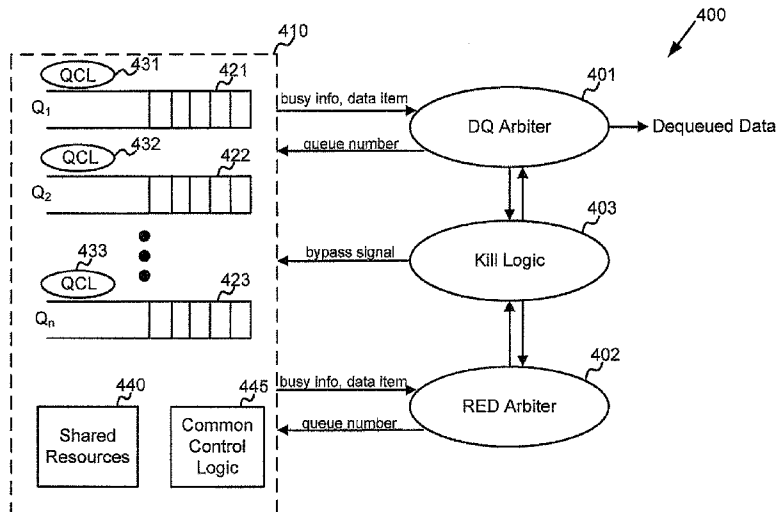 400
410
QCL 431
421
Q1
busy info, data item
401
DQ Arbiter
Dequeued Data
queue number
QCL 432
422
Q2
403
Kill Logic
bypass signal
433
QCL
423
Qn
402
RED Arbiter
busy info, data item
queue number
440
Shared
Resources
445
Common
Control
Logic